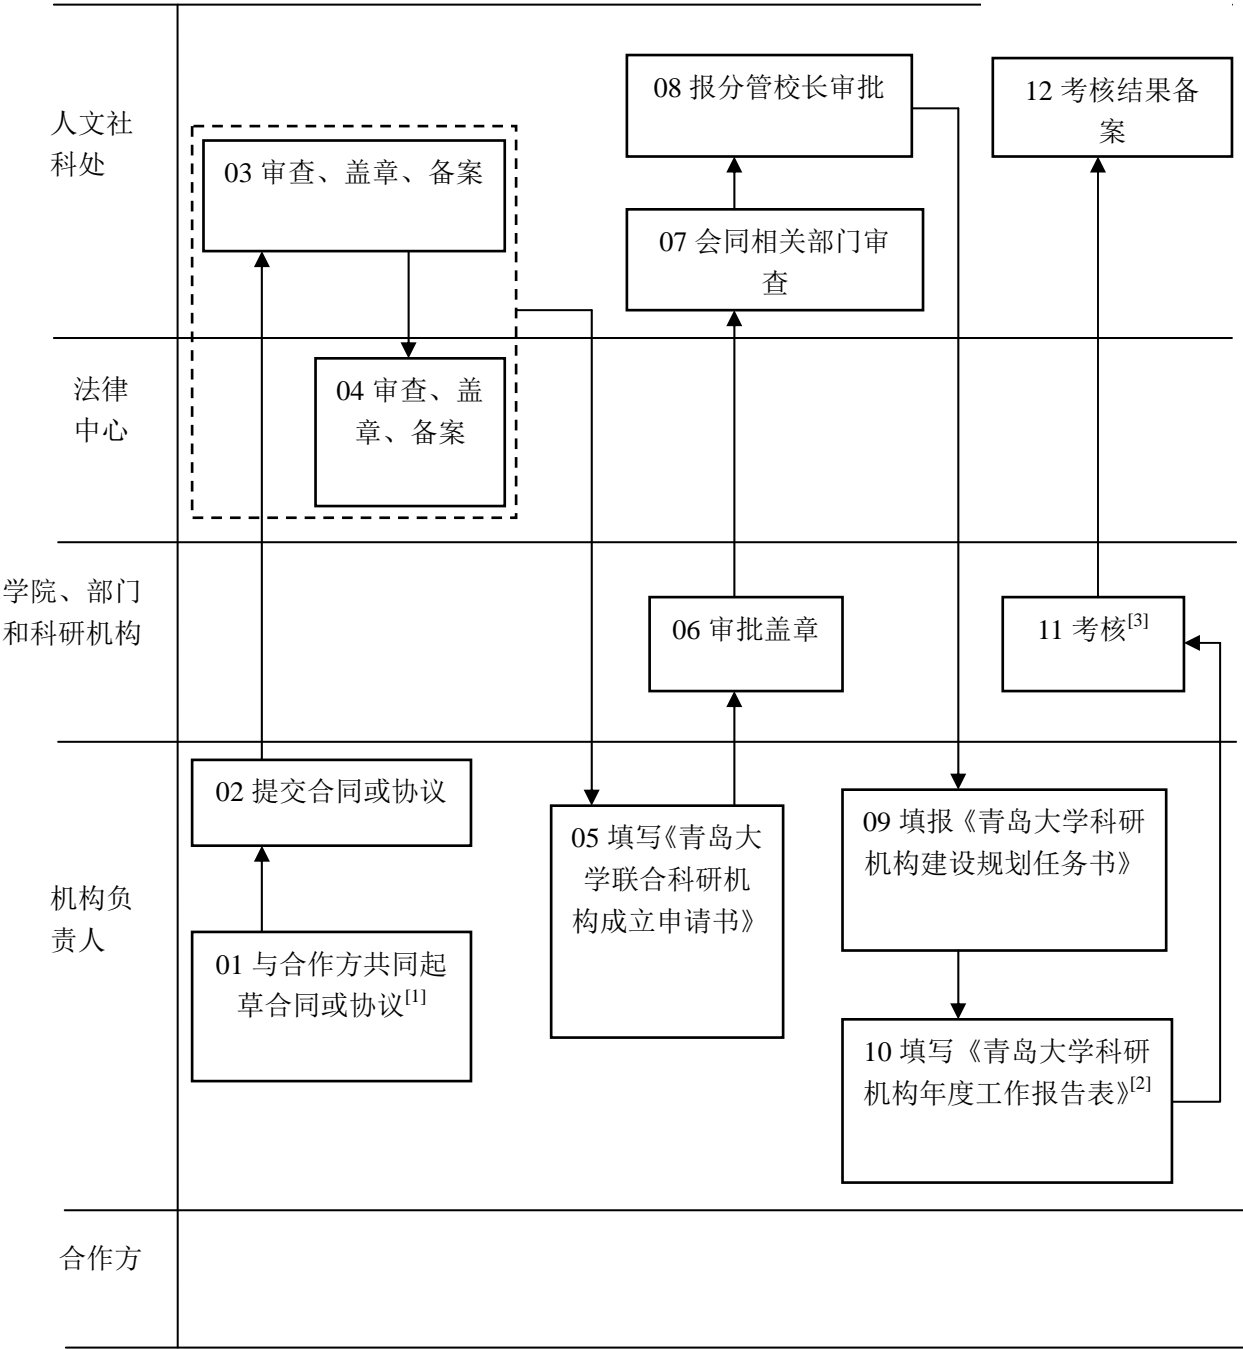 人文社
科处
03 审查、盖章、备案
08 报分管校长审批
12 考核结果备
案
07 会同相关部门审
查
法律
中心
04 审查、盖
章、备案
学院、部门
和科研机构
06 审批盖章
11 考核[3]
机构负
责人
02 提交合同或协议
01 与合作方共同起
草合同或协议[1]
05 填写《青岛大
学联合科研机
构成立申请书》
09 填报《青岛大学科研
机构建设规划任务书》
10 填写《青岛大学科研
机构年度工作报告表》[2]
合作方